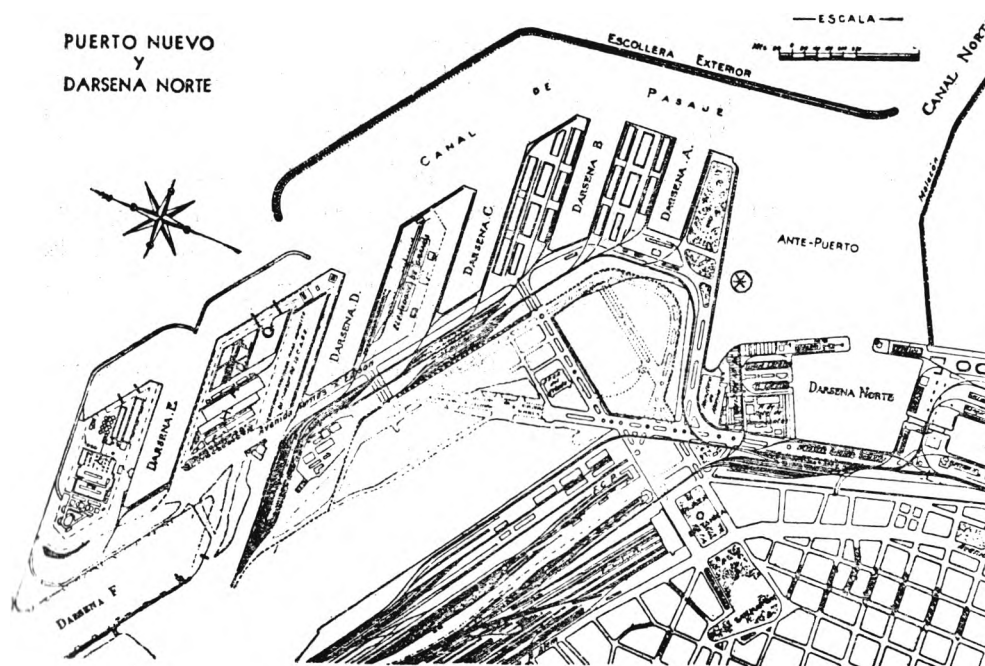 PUERTO NUEVO
Y
DARSENA NORTE
ESCALA
ESCOLLERA EXTERIOR
CANAL NORTE
CANAL DE PASAJE
DARSENA B
DARSENA A.
DARSENA C.
DARSENA D.
DARSENA E.
DARSENA F
ANTE-PUERTO
DARSENA NORTE